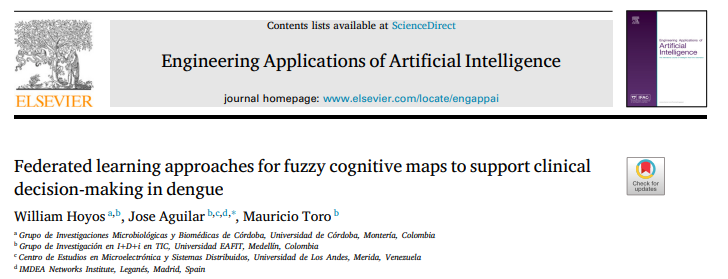 Contents lists available at ScienceDirect
Engineering Applications of Artificial Intelligence
journal homepage: www.elsevier.com/locate/engappai
ELSEVIER
Engineering Applications of
Artificial
Intelligence
IFAC
Federated learning approaches for fuzzy cognitive maps to support clinical
decision-making in dengue
Check for
updates
William Hoyos a,b, Jose Aguilar b,c,d,*, Mauricio Toro b
a Grupo de Investigaciones Microbiológicas y Biomédicas de Córdoba, Universidad de Córdoba, Montería, Colombia
b Grupo de Investigación en I+D+i en TIC, Universidad EAFIT, Medellín, Colombia
c Centro de Estudios en Microelectrónica y Sistemas Distribuidos, Universidad de Los Andes, Merida, Venezuela
d IMDEA Networks Institute, Leganés, Madrid, Spain